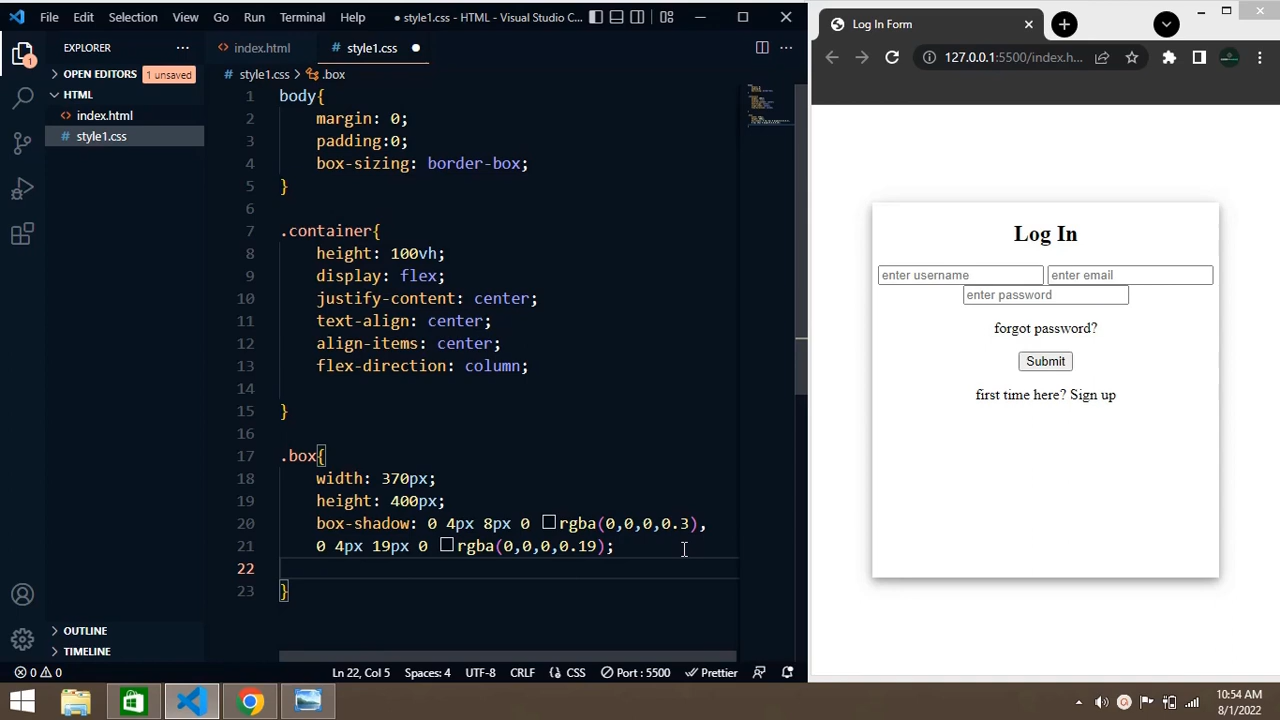 File Edit Selection View Go Run Terminal Help ● style1.css - HTML - Visual Studio C...
EXPLORER ...
OPEN EDITORS 1 unsaved
HTML
index.html
style1.css
OUTLINE
TIMELINE
1
index.html style1.css ●
style1.css > .box
1 body{
2 margin: 0;
3 padding:0;
4 box-sizing: border-box;
5 }
6
7 .container{
8 height: 100vh;
9 display: flex;
10 justify-content: center;
11 text-align: center;
12 align-items: center;
13 flex-direction: column;
14
15 }
16
17 .box{
18 width: 370px;
19 height: 400px;
20 box-shadow: 0 4px 8px 0 rgba(0,0,0,0.3),
21 0 4px 19px 0 rgba(0,0,0,0.19);
22
23 }
0 0 Ln 22, Col 5 Spaces: 4 UTF-8 CRLF {} CSS Port : 5500 Prettier
Log In Form
127.0.0.1:5500/index.h...
Log In
enter username enter email
enter password
forgot password?
Submit
first time here? Sign up
10:54 AM
8/1/2022